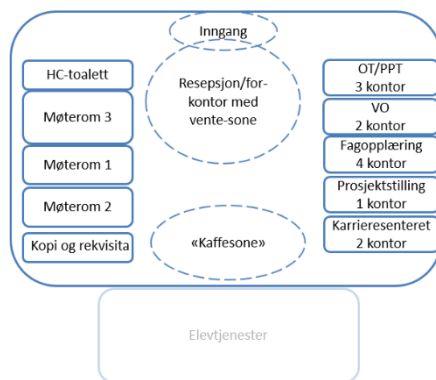 Inngang
HC-toalett
Møterom 3
Møterom 1
Møterom 2
Kopi og rekvisita
Resepsjon/for-
kontor med
vente-sone
«Kaffesone»
OT/PPT
3 kontor
VO
2 kontor
Fagopplæring
4 kontor
Prosjektstilling
1 kontor
Karrieresenteret
2 kontor
Elevtjenester